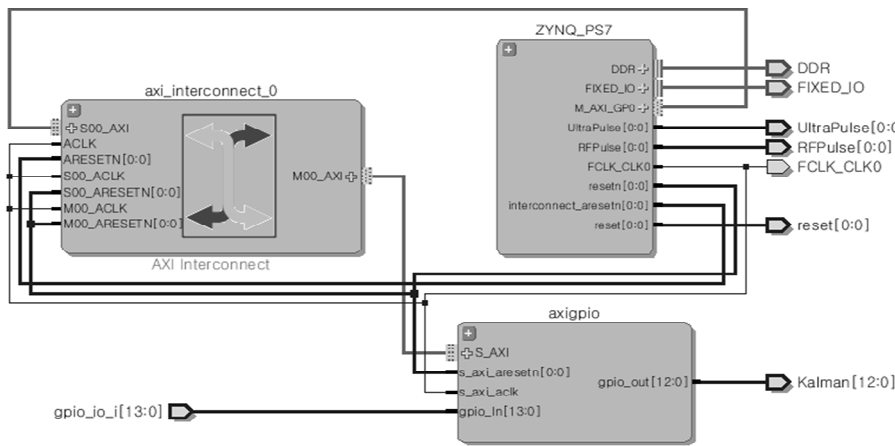 ZYNQ_PS7
DDR
FIXED_IO
M_AXI_GP0
UltraPulse[0:0]
RFPulse[0:0]
FCLK_CLK0
resetn[0:0]
interconnect_aresetn[0:0]
reset[0:0]
DDR
FIXED_IO
UltraPulse[0:0
RFPulse[0:0]
FCLK_CLK0
reset[0:0]
axi_interconnect_0
S00_AXI
ACLK
ARESETN[0:0]
S00_ACLK
S00_ARESETN[0:0]
M00_ACLK
M00_ARESETN[0:0]
M00_AXI
AXI Interconnect
axigpio
S_AXI
s_axi_aresetn[0:0]
s_axi_aclk
gpio_In[13:0]
gpio_out[12:0]
Kalman[12:0]
gpio_io_i[13:0]